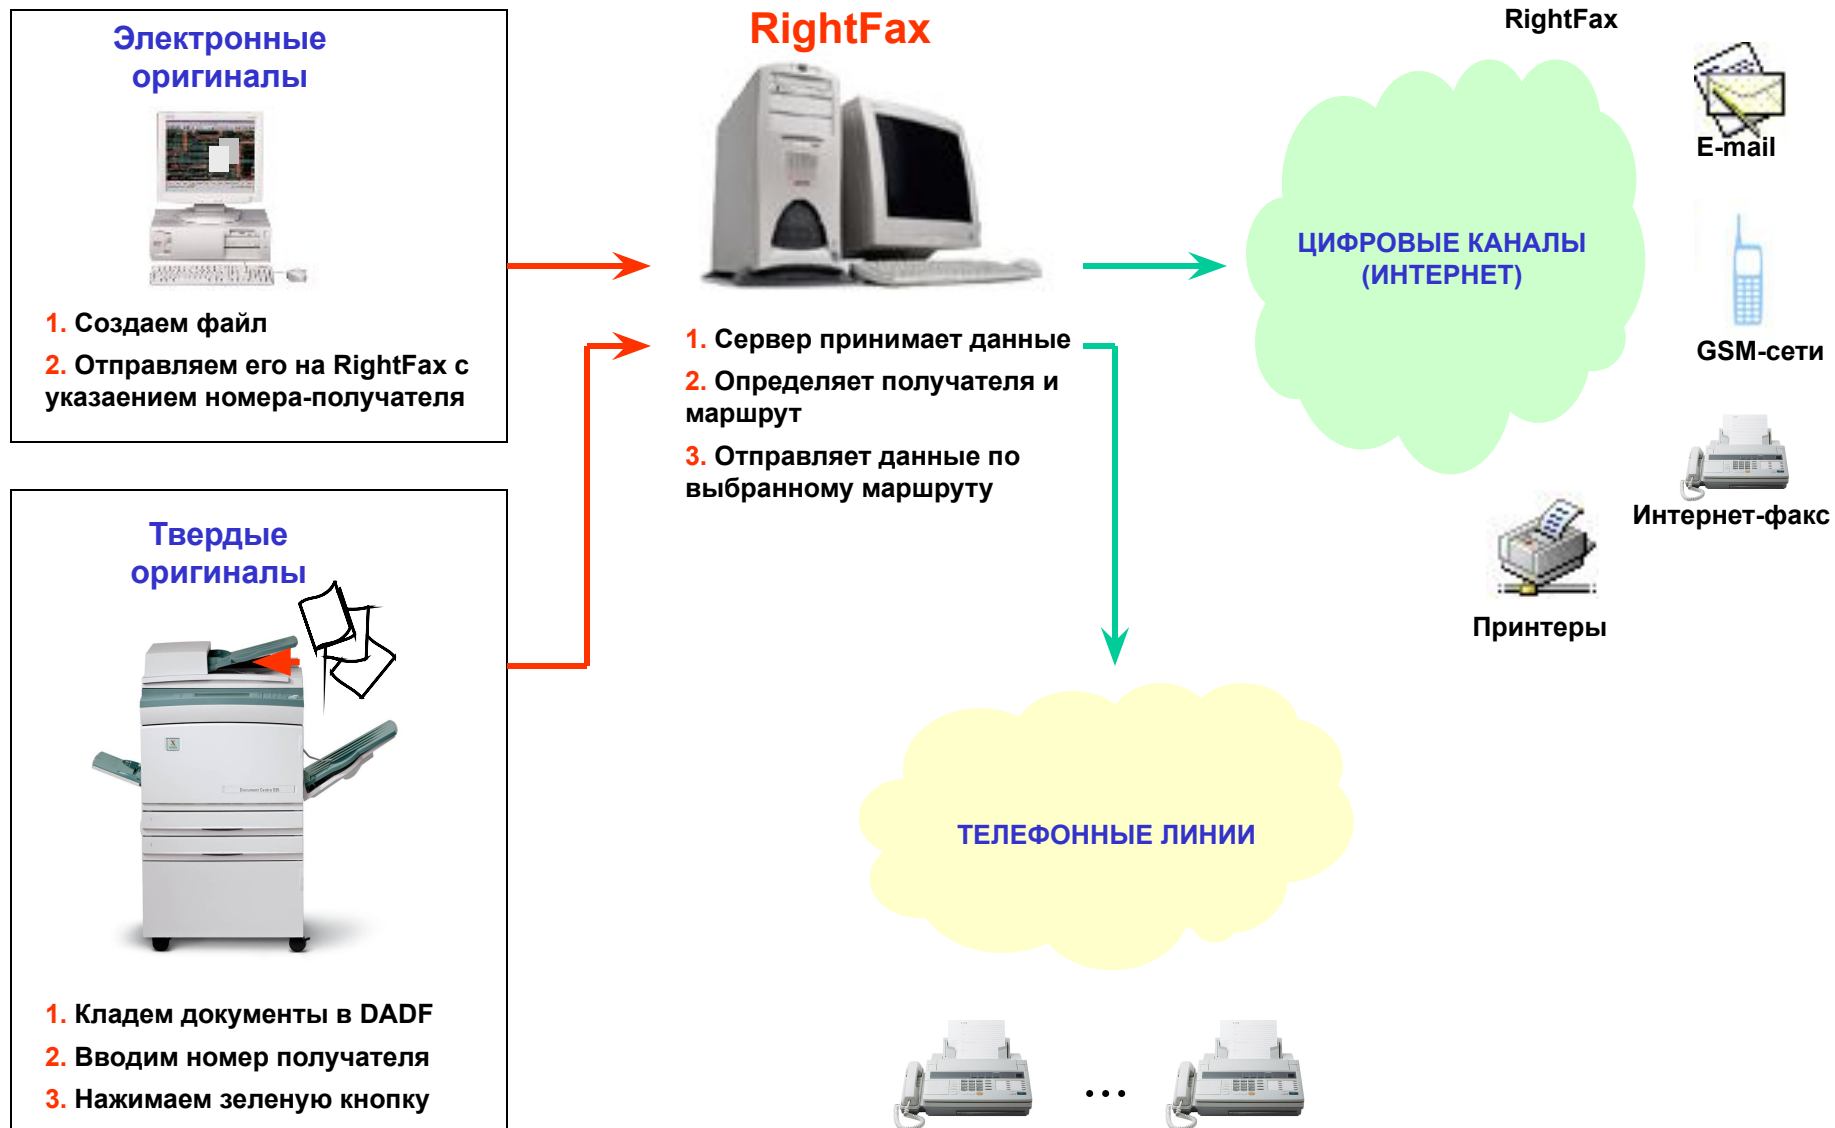 Электронные
оригиналы
1. Создаем файл
2. Отправляем его на RightFax с
указаением номера-получателя
Твердые
оригиналы
1. Кладем документы в DADF
2. Вводим номер получателя
3. Нажимаем зеленую кнопку
RightFax
1. Сервер принимает данные
2. Определяет получателя и
маршрут
3. Отправляет данные по
выбранному маршруту
RightFax
ЦИФРОВЫЕ КАНАЛЫ
(ИНТЕРНЕТ)
E-mail
GSM-сети
Интернет-факс
Принтеры
ТЕЛЕФОННЫЕ ЛИНИИ
...